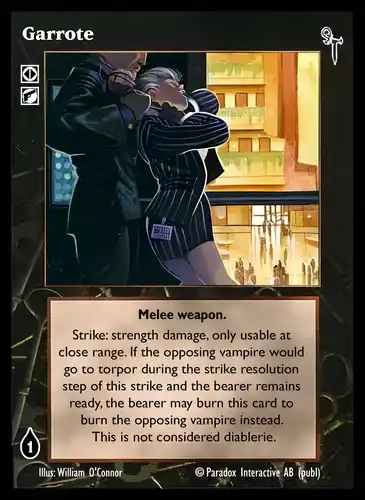 Garrote
Melee weapon.
Strike: strength damage, only usable at
close range. If the opposing vampire would
go to torpor during the strike resolution
step of this strike and the bearer remains
ready, the bearer may burn this card to
burn the opposing vampire instead.
This is not considered diablerie.
1
Illus: William O'Connor
© Paradox Interactive AB (publ)